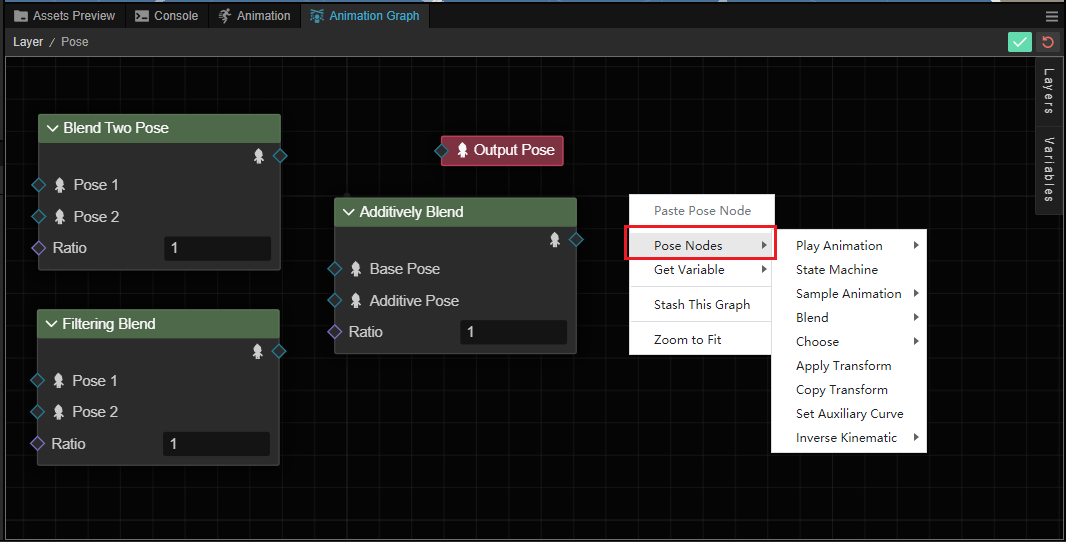 Assets Preview Console Animation Animation Graph
Layer / Pose
Layers
Variables
Blend Two Pose
Pose 1
Pose 2
Ratio 1
Output Pose
Additively Blend
Base Pose
Additive Pose
Ratio 1
Filtering Blend
Pose 1
Pose 2
Ratio 1
Paste Pose Node
Pose Nodes
Get Variable
Stash This Graph
Zoom to Fit
Play Animation
State Machine
Sample Animation
Blend
Choose
Apply Transform
Copy Transform
Set Auxiliary Curve
Inverse Kinematic